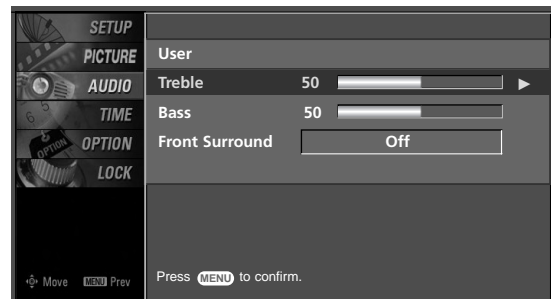 SETUP
PICTURE
AUDIO
TIME
OPTION
LOCK
Move MENU Prev
User
Treble 50
Bass 50
Front Surround Off
Press MENU to confirm.